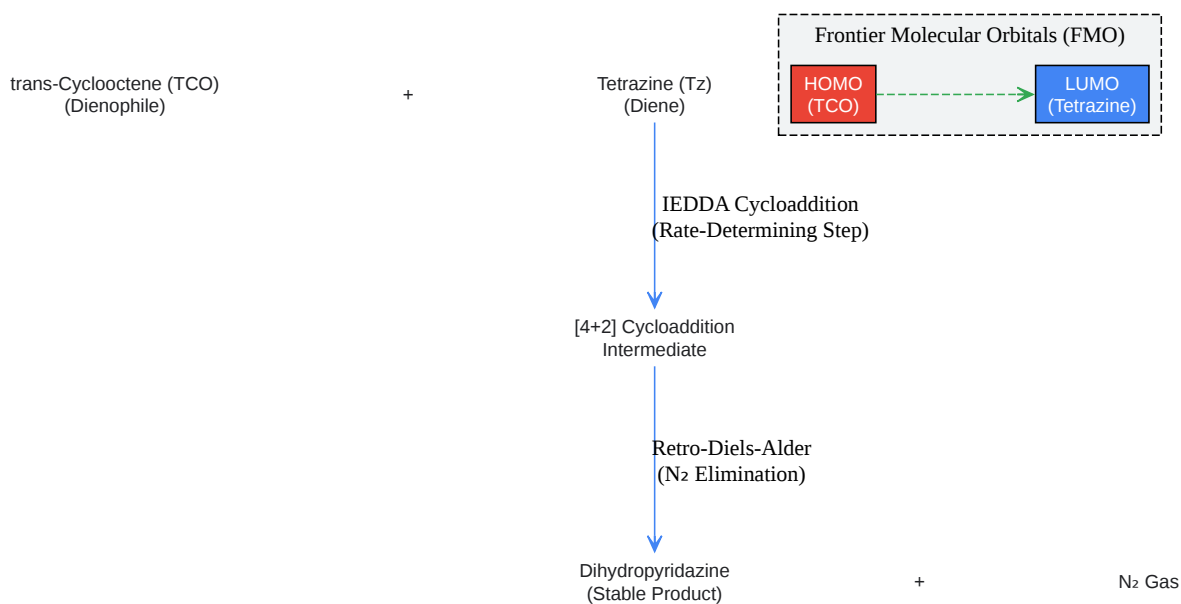 Frontier Molecular Orbitals (FMO)
trans-Cyclooctene (TCO)
(Dienophile)
+
Tetrazine (Tz)
(Diene)
HOMO
(TCO)
LUMO
(Tetrazine)
IEDDA Cycloaddition
(Rate-Determining Step)
[4+2] Cycloaddition
Intermediate
Retro-Diels-Alder
(N₂ Elimination)
Dihydropyridazine
(Stable Product)
+
N₂ Gas